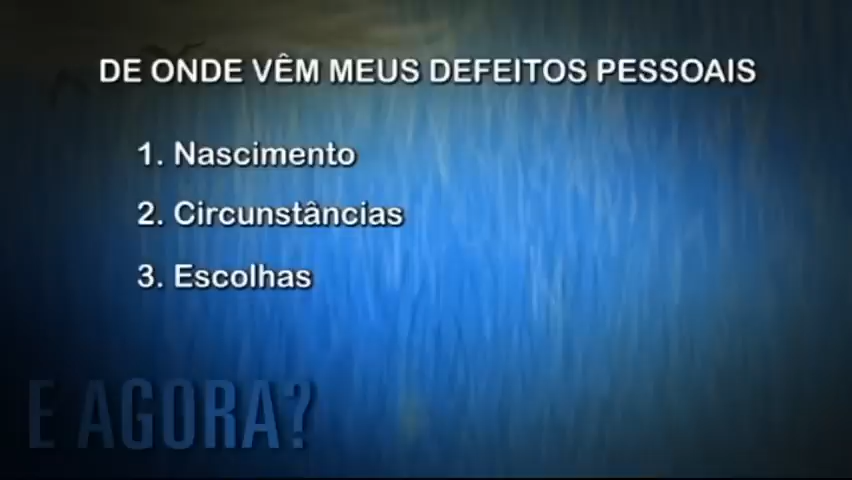 DE ONDE VÊM MEUS DEFEITOS PESSOAIS
1. Nascimento
2. Circunstâncias
3. Escolhas
E AGORA?